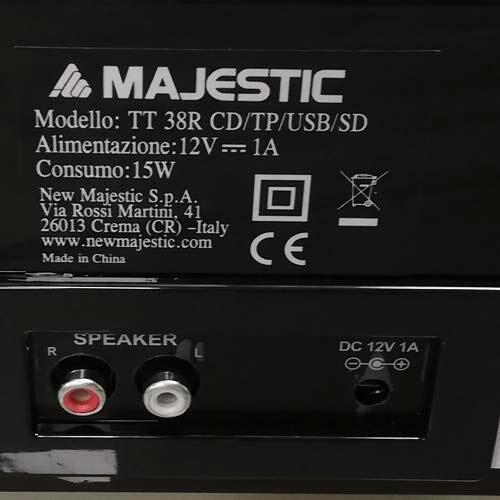 MAJESTIC
Modello: TT 38R CD/TP/USB/SD
Alimentazione:12V⎓1A
Consumo:15W
New Majestic S.p.A.
Via Rossi Martini, 41
26013 Crema (CR) -Italy
www.newmajestic.com
Made in China
CE
SPEAKER
R L
DC 12V 1A